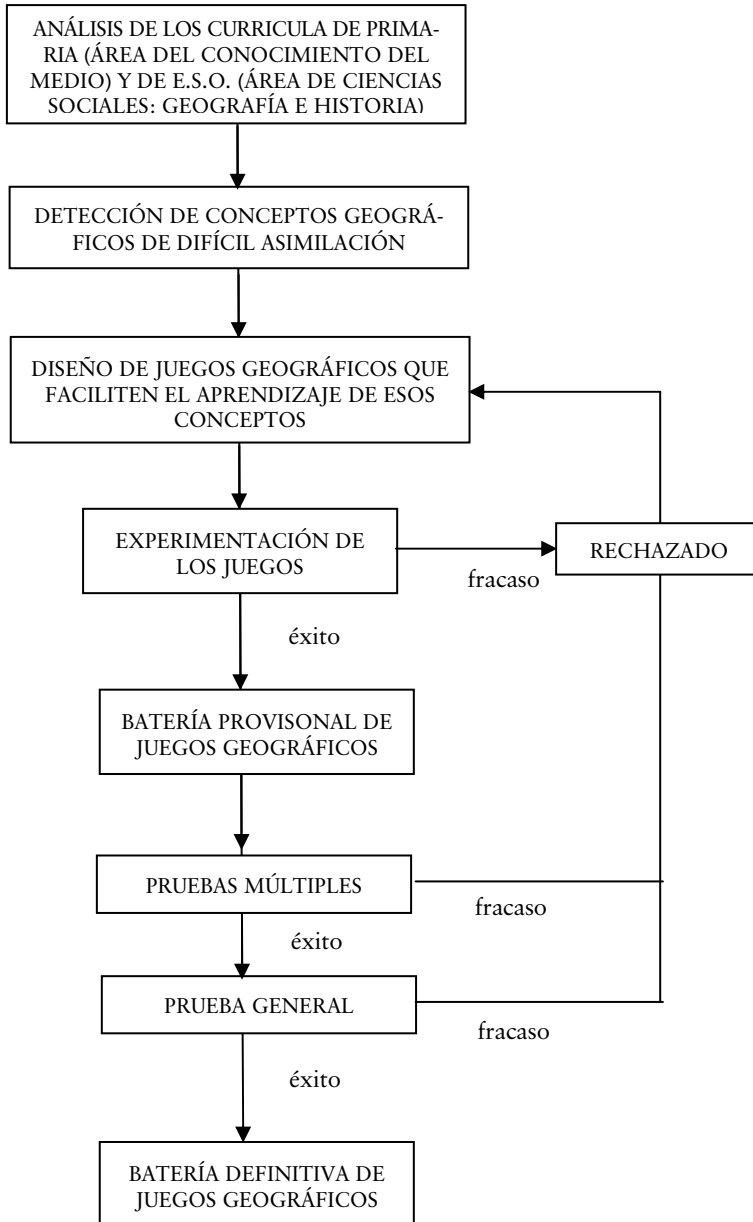 ANÁLISIS DE LOS CURRICULA DE PRIMA-
RIA (ÁREA DEL CONOCIMIENTO DEL
MEDIO) Y DE E.S.O. (ÁREA DE CIENCIAS
SOCIALES: GEOGRAFÍA E HISTORIA)
DETECCIÓN DE CONCEPTOS GEOGRÁ-
FICOS DE DIFÍCIL ASIMILACIÓN
DISEÑO DE JUEGOS GEOGRÁFICOS QUE
FACILITEN EL APRENDIZAJE DE ESOS
CONCEPTOS
EXPERIMENTACIÓN DE
LOS JUEGOS
RECHAZADO
fracaso
éxito
BATERÍA PROVISONAL DE
JUEGOS GEOGRÁFICOS
PRUEBAS MÚLTIPLES
fracaso
éxito
PRUEBA GENERAL
fracaso
éxito
BATERÍA DEFINITIVA DE
JUEGOS GEOGRÁFICOS